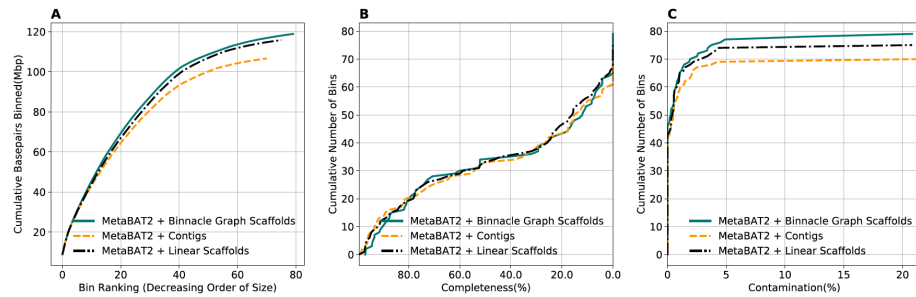 A
Cumulative Basepairs Binned(Mbp)
120
100
80
60
40
20
MetaBAT2 + Binnacle Graph Scaffolds
MetaBAT2 + Contigs
MetaBAT2 + Linear Scaffolds
0 20 40 60 80
Bin Ranking (Decreasing Order of Size)
B
Cumulative Number of Bins
80
70
60
50
40
30
20
10
0
MetaBAT2 + Binnacle Graph Scaffolds
MetaBAT2 + Contigs
MetaBAT2 + Linear Scaffolds
80.0 60.0 40.0 20.0 0.0
Completeness(%)
C
Cumulative Number of Bins
80
70
60
50
40
30
20
10
0
MetaBAT2 + Binnacle Graph Scaffolds
MetaBAT2 + Contigs
MetaBAT2 + Linear Scaffolds
0 5 10 15 20
Contamination(%)